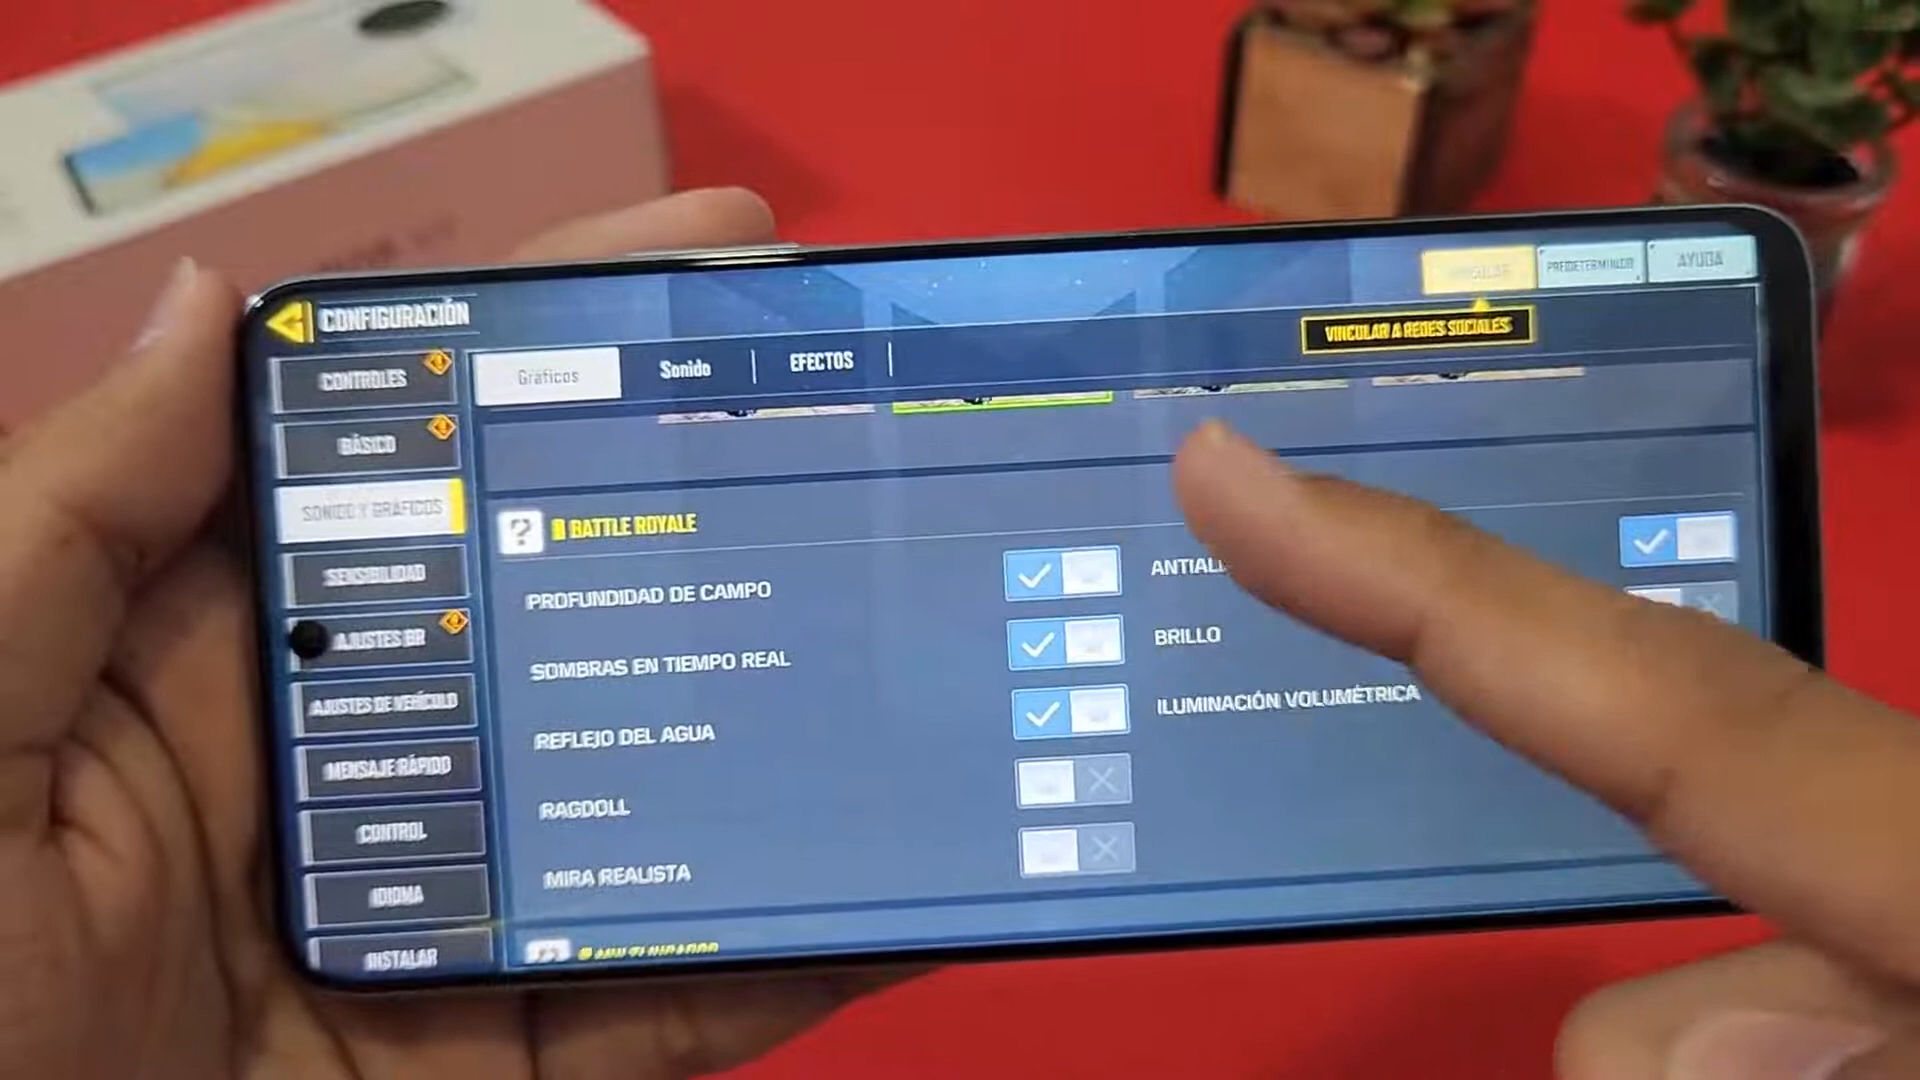 CONFIGURACIÓN
PREDETERMINADO
AYUDA
VINCULAR A REDES SOCIALES
CONTROLES
BÁSICO
SONIDO Y GRÁFICOS
SENSIBILIDAD
AJUSTES BR
AJUSTES DE VEHÍCULO
MENSAJE RÁPIDO
CONTROL
IDIOMA
INSTALAR
Gráficos
Sonido
EFECTOS
? BATTLE ROYALE
PROFUNDIDAD DE CAMPO
SOMBRAS EN TIEMPO REAL
REFLEJO DEL AGUA
RAGDOLL
MIRA REALISTA
ANTIAL
BRILLO
ILUMINACIÓN VOLUMÉTRICA